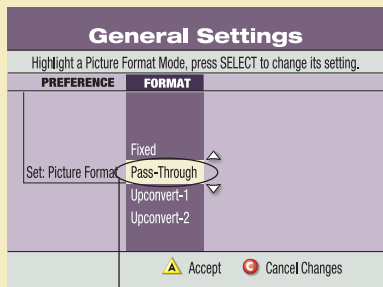 General Settings
Highlight a Picture Format Mode, press SELECT to change its setting.
PREFERENCE FORMAT
Fixed
Set: Picture Format Pass-Through
Upconvert-1
Upconvert-2
A Accept C Cancel Changes